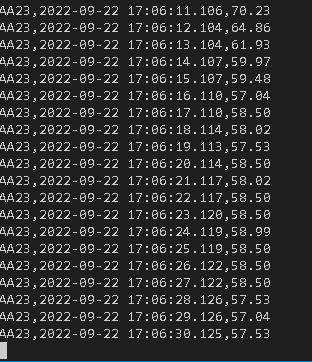 AA23,2022-09-22 17:06:11.106,70.23
AA23,2022-09-22 17:06:12.104,64.86
AA23,2022-09-22 17:06:13.104,61.93
AA23,2022-09-22 17:06:14.107,59.97
AA23,2022-09-22 17:06:15.107,59.48
AA23,2022-09-22 17:06:16.110,57.04
AA23,2022-09-22 17:06:17.110,58.50
AA23,2022-09-22 17:06:18.114,58.02
AA23,2022-09-22 17:06:19.113,57.53
AA23,2022-09-22 17:06:20.114,58.50
AA23,2022-09-22 17:06:21.117,58.02
AA23,2022-09-22 17:06:22.117,58.50
AA23,2022-09-22 17:06:23.120,58.50
AA23,2022-09-22 17:06:24.119,58.99
AA23,2022-09-22 17:06:25.119,58.50
AA23,2022-09-22 17:06:26.122,58.50
AA23,2022-09-22 17:06:27.122,58.50
AA23,2022-09-22 17:06:28.126,57.53
AA23,2022-09-22 17:06:29.126,57.04
AA23,2022-09-22 17:06:30.125,57.53